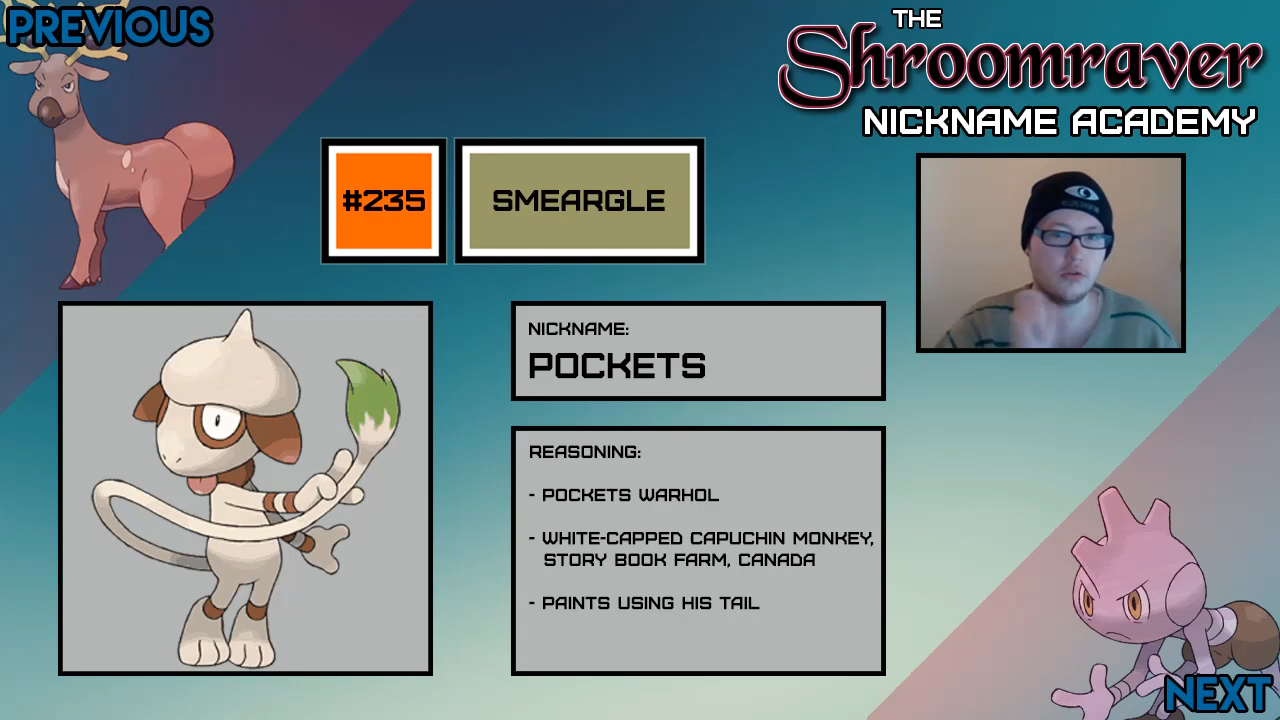 PREVIOUS
THE
Shroomraver
NICKNAME ACADEMY
#235
SMEARGLE
NICKNAME:
POCKETS
REASONING:
- POCKETS WARHOL
- WHITE-CAPPED CAPUCHIN MONKEY,
STORY BOOK FARM, CANADA
- PAINTS USING HIS TAIL
NEXT